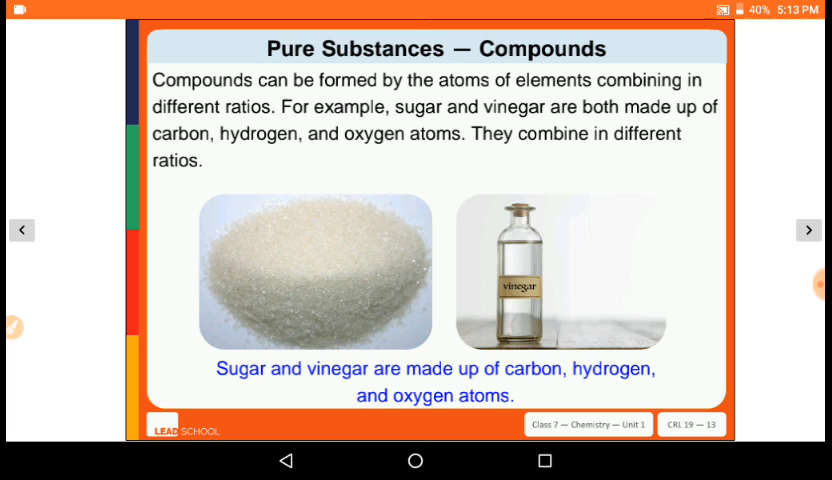 40% 5:13 PM
Pure Substances — Compounds
Compounds can be formed by the atoms of elements combining in
different ratios. For example, sugar and vinegar are both made up of
carbon, hydrogen, and oxygen atoms. They combine in different
ratios.
vinegar
Sugar and vinegar are made up of carbon, hydrogen,
and oxygen atoms.
LEAD SCHOOL
Class 7 — Chemistry — Unit 1
CRL 19 — 13